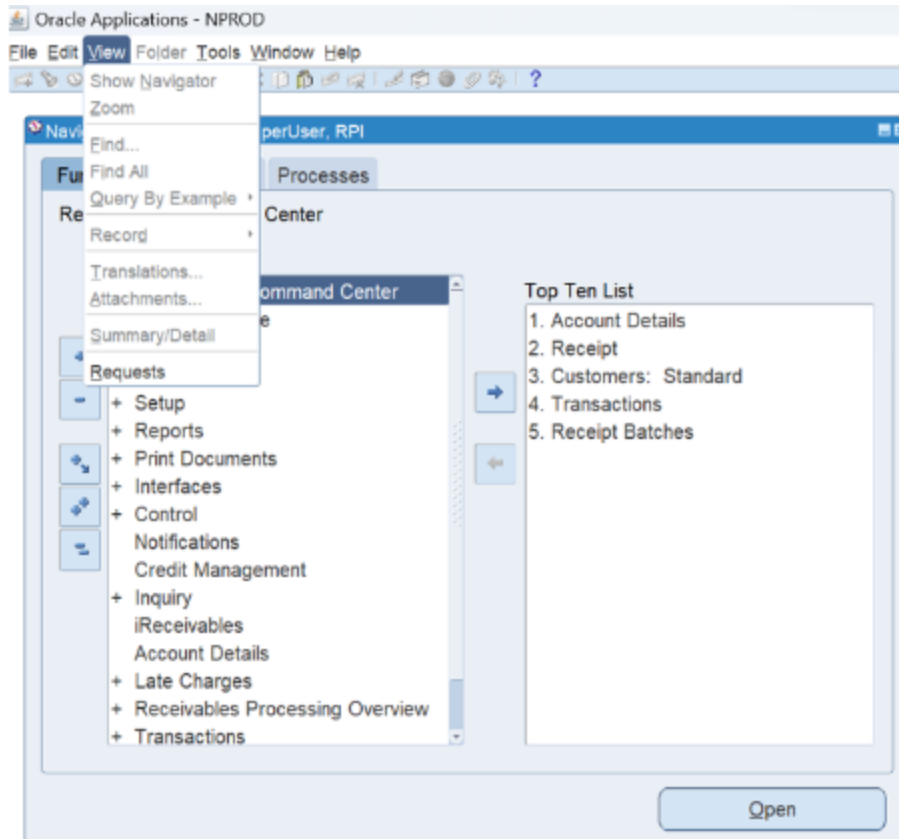 Oracle Applications - NPROD
File Edit View Folder Tools Window Help
Show Navigator
Zoom
Find...
Find All
Query By Example
Record
Translations...
Attachments...
Summary/Detail
Requests
Navi perUser, RPI
Fu Processes
Re Center
ommand Center
e
+ Setup
+ Reports
+ Print Documents
+ Interfaces
+ Control
Notifications
Credit Management
+ Inquiry
iReceivables
Account Details
+ Late Charges
+ Receivables Processing Overview
+ Transactions
Top Ten List
1. Account Details
2. Receipt
3. Customers: Standard
4. Transactions
5. Receipt Batches
Open